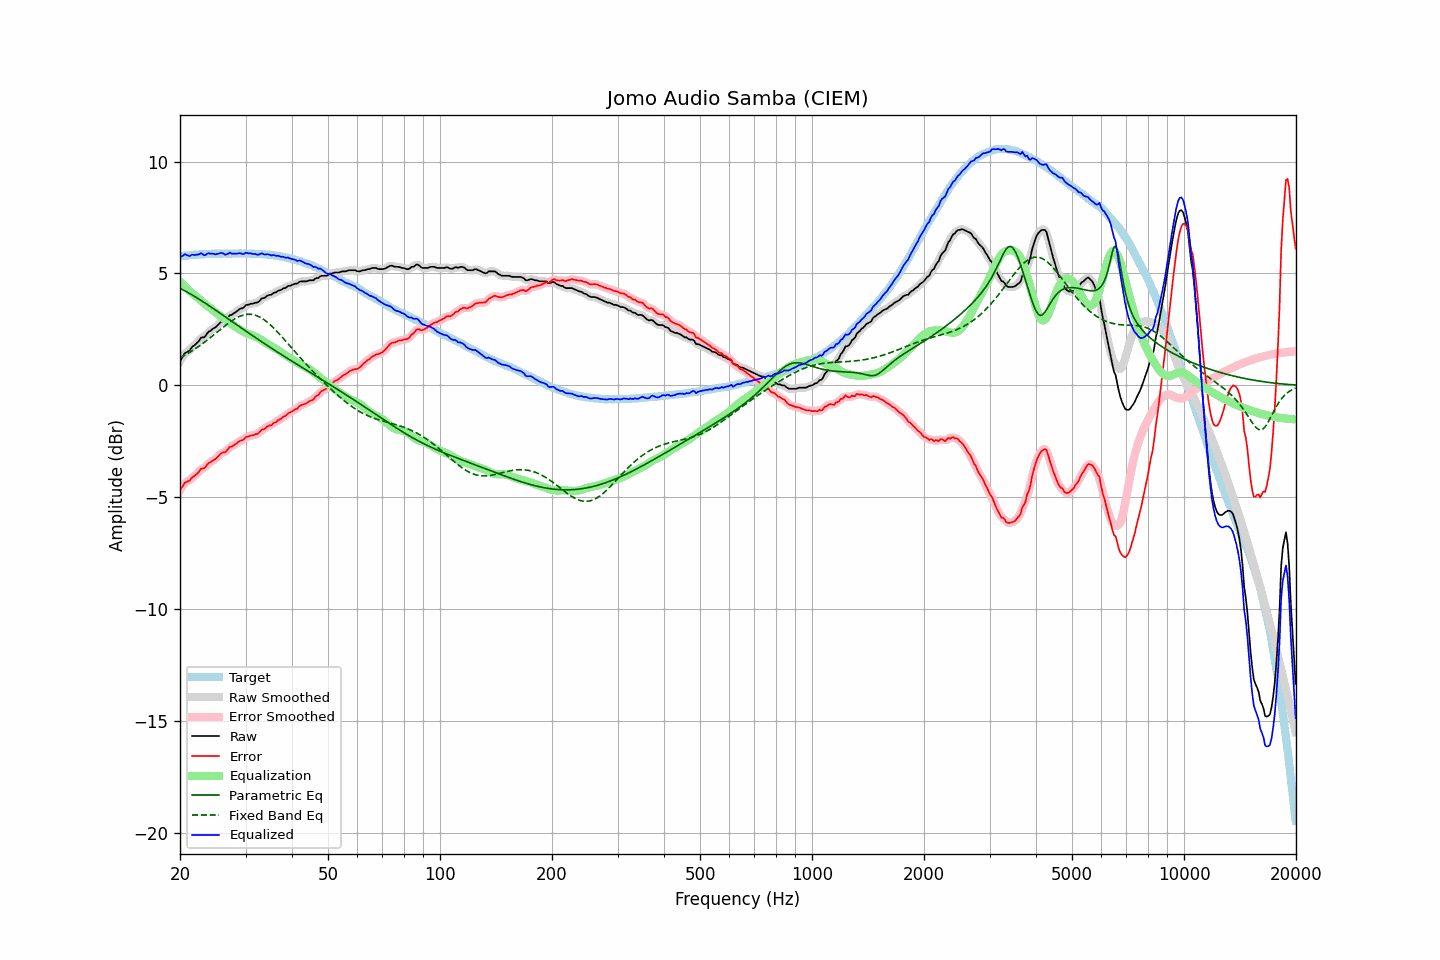 Jomo Audio Samba (CIEM)
Amplitude (dBr)
10
5
0
−5
−10
−15
−20
Target
Raw Smoothed
Error Smoothed
Raw
Error
Equalization
Parametric Eq
Fixed Band Eq
Equalized
20 50 100 200 500 1000 2000 5000 10000 20000
Frequency (Hz)